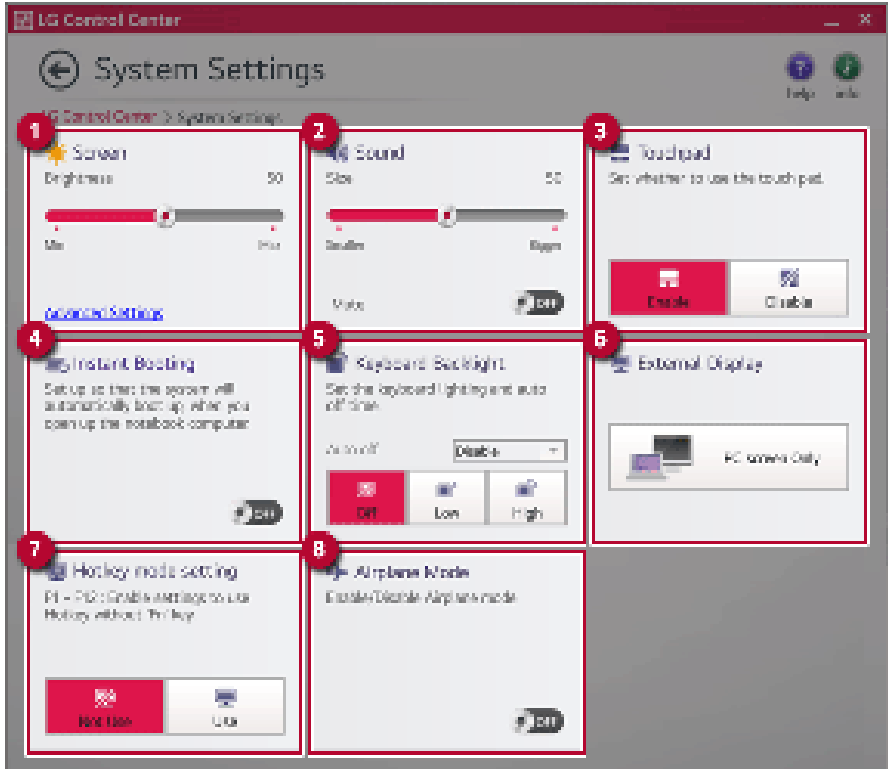 LG Control Center
System Settings
help info
LG Control Center > System Settings
1
Screen
Brightness 50
Min Max
Advanced Settings
2
Sound
Size 50
Smaller Bigger
Mute OFF
3
Touchpad
Set whether to use the touch pad.
Enable Disable
4
Instant Booting
Set up so that the system will
automatically boot up, when you
open up the notebook computer
OFF
5
Keyboard Backlight
Set the keyboard lighting and auto
off time.
Auto off Disable
Off Low High
6
External Display
PC Screen Only
7
Hotkey mode setting
F1 ~ F12 : Enable settings to use
Hotkey without 'Fn' key
Not Use Use
8
Airplane Mode
Enable/Disable Airplane mode
OFF